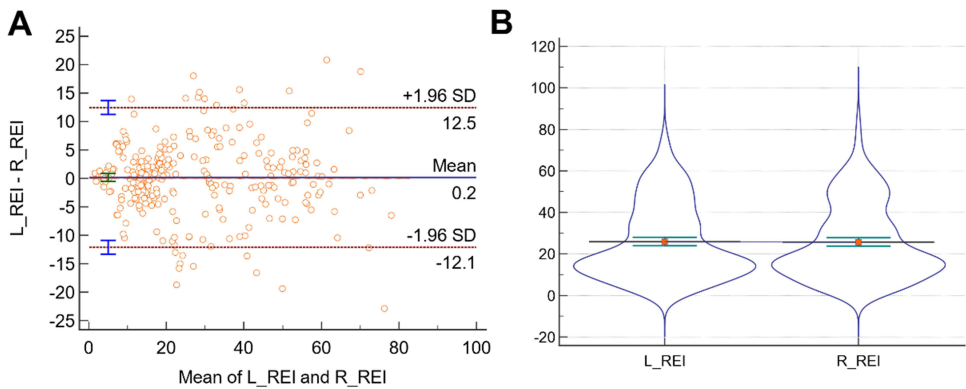 A
25
20
15
10
5
0
-5
-10
-15
-20
-25
L_REI - R_REI
+1.96 SD
12.5
Mean
0.2
-1.96 SD
-12.1
0 20 40 60 80 100
Mean of L_REI and R_REI
B
120
100
80
60
40
20
0
-20
L_REI R_REI